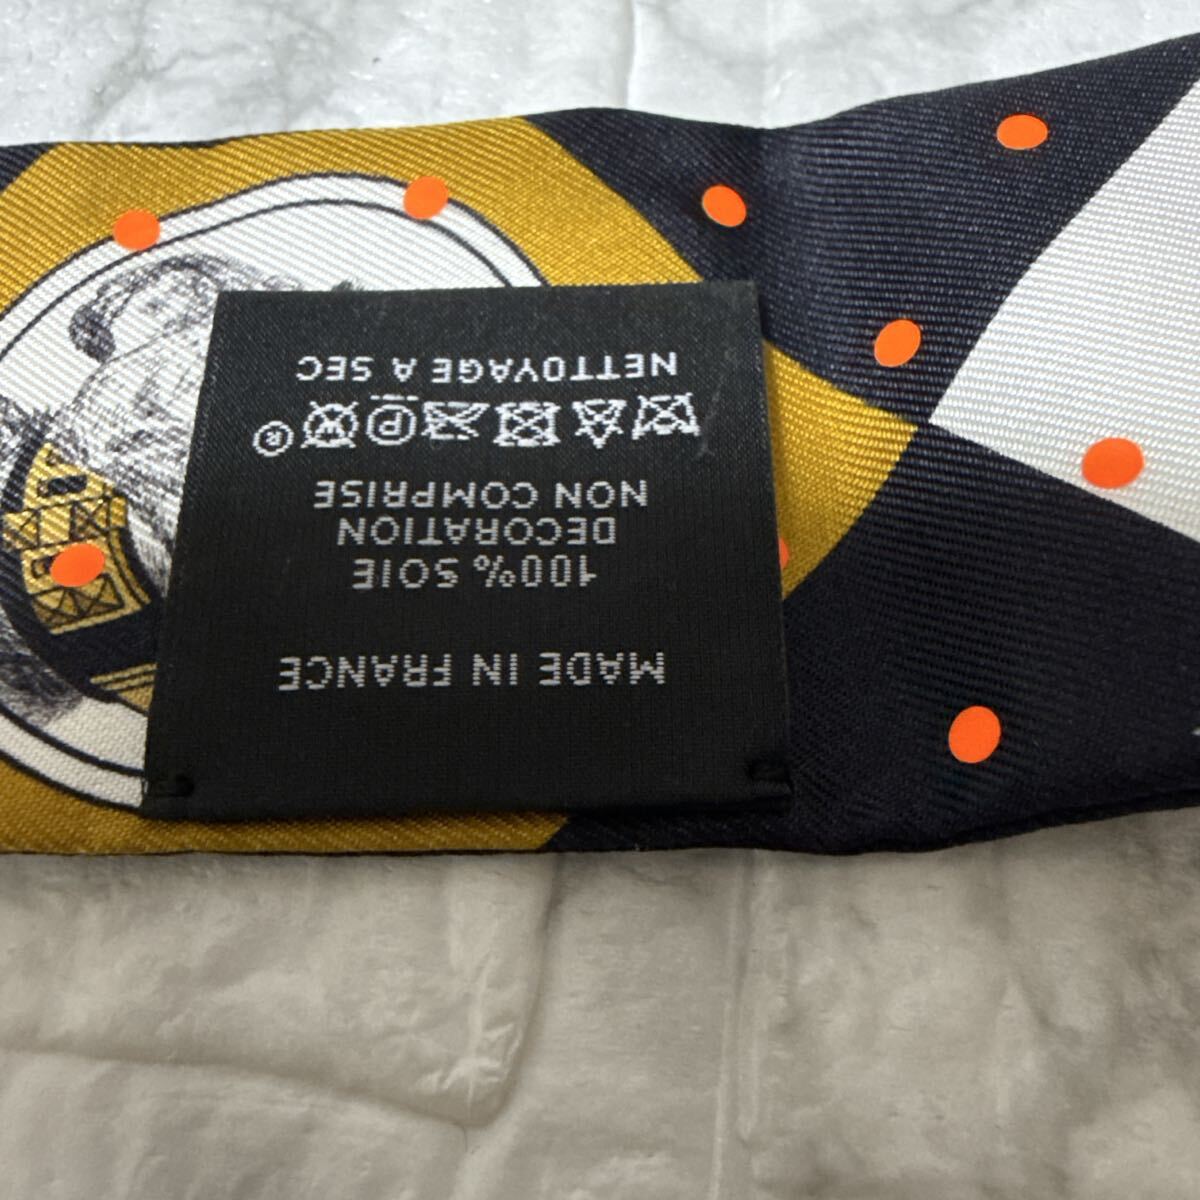 MADE IN FRANCE
100% SOIE
DECORATION
NON COMPRISE
P W ®
NETTOYAGE A SEC